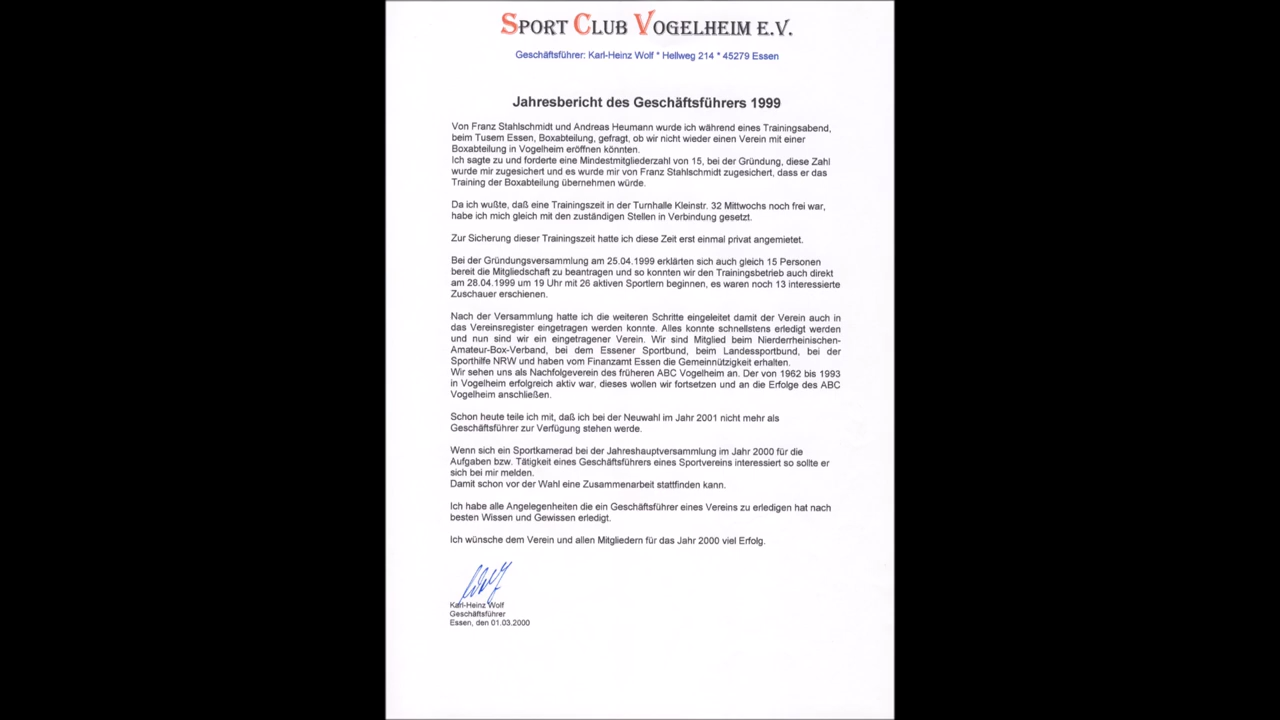 SPORT CLUB VOGELHEIM E.V.
Geschäftsführer: Karl-Heinz Wolf * Hellweg 214 * 45279 Essen
Jahresbericht des Geschäftsführers 1999
Von Franz Stahlschmidt und Andreas Heumann wurde ich während eines Trainingsabend,
beim Tusem Essen, Boxabteilung, gefragt, ob wir nicht wieder einen Verein mit einer
Boxabteilung in Vogelheim eröffnen könnten.
Ich sagte zu und forderte eine Mindestmitgliederzahl von 15, bei der Gründung, diese Zahl
wurde mir zugesichert und es wurde mir von Franz Stahlschmidt zugesichert, dass er das
Training der Boxabteilung übernehmen würde.
Da ich wußte, daß eine Trainingszeit in der Turnhalle Kleinstr. 32 Mittwochs noch frei war,
habe ich mich gleich mit den zuständigen Stellen in Verbindung gesetzt.
Zur Sicherung dieser Trainingszeit hatte ich diese Zeit erst einmal privat angemietet.
Bei der Gründungsversammlung am 25.04.1999 erklärten sich auch gleich 15 Personen
bereit die Mitgliedschaft zu beantragen und so konnten wir den Trainingsbetrieb auch direkt
am 28.04.1999 um 19 Uhr mit 26 aktiven Sportlern beginnen, es waren noch 13 interessierte
Zuschauer erschienen.
Nach der Versammlung hatte ich die weiteren Schritte eingeleitet damit der Verein auch in
das Vereinsregister eingetragen werden konnte. Alles konnte schnellstens erledigt werden
und nun sind wir ein eingetragener Verein. Wir sind Mitglied beim Nierderrheinischen-
Amateur-Box-Verband, bei dem Essener Sportbund, beim Landessportbund, bei der
Sporthilfe NRW und haben vom Finanzamt Essen die Gemeinnützigkeit erhalten.
Wir sehen uns als Nachfolgeverein des früheren ABC Vogelheim an. Der von 1962 bis 1993
in Vogelheim erfolgreich aktiv war, dieses wollen wir fortsetzen und an die Erfolge des ABC
Vogelheim anschließen.
Schon heute teile ich mit, daß ich bei der Neuwahl im Jahr 2001 nicht mehr als
Geschäftsführer zur Verfügung stehen werde.
Wenn sich ein Sportkamerad bei der Jahreshauptversammlung im Jahr 2000 für die
Aufgaben bzw. Tätigkeit eines Geschäftsführers eines Sportvereins interessiert so sollte er
sich bei mir melden.
Damit schon vor der Wahl eine Zusammenarbeit stattfinden kann.
Ich habe alle Angelegenheiten die ein Geschäftsführer eines Vereins zu erledigen hat nach
besten Wissen und Gewissen erledigt.
Ich wünsche dem Verein und allen Mitgliedern für das Jahr 2000 viel Erfolg.
Wolf
Karl-Heinz Wolf
Geschäftsführer
Essen, den 01.03.2000